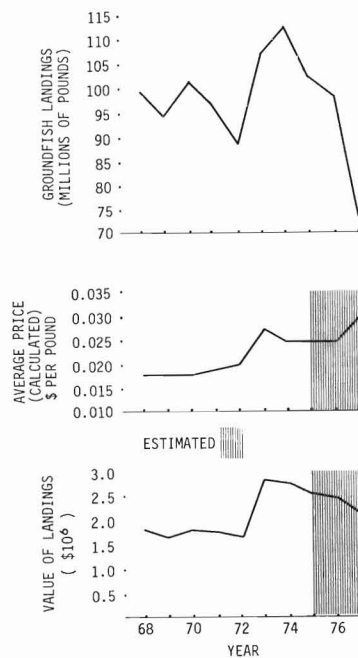 GROUNDFISH LANDINGS
(MILLIONS OF POUNDS)
115
110
105
100
95
90
85
80
75
70
AVERAGE PRICE
(CALCULATED)
$ PER POUND
0.035
0.030
0.025
0.020
0.015
0.010
ESTIMATED
VALUE OF LANDINGS
( $10⁶ )
3.0
2.5
2.0
1.5
1.0
0.5
68 70 72 74 76
YEAR